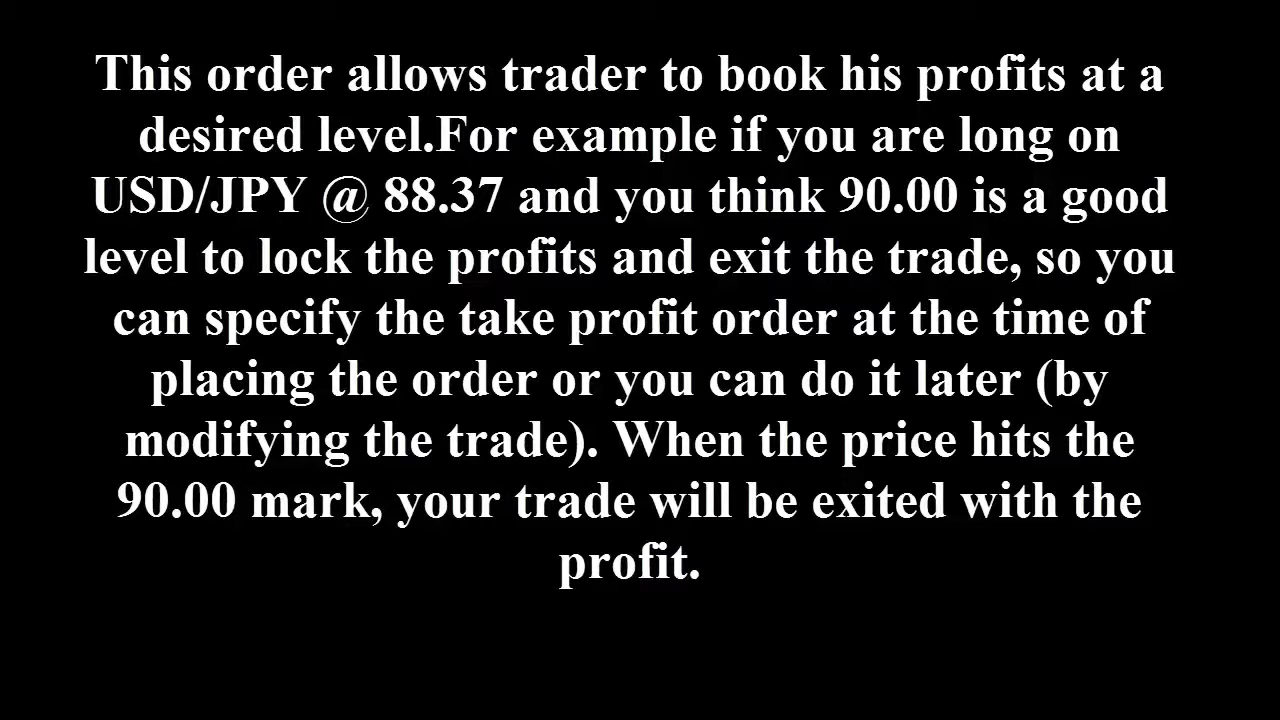 This order allows trader to book his profits at a
desired level.For example if you are long on
USD/JPY @ 88.37 and you think 90.00 is a good
level to lock the profits and exit the trade, so you
can specify the take profit order at the time of
placing the order or you can do it later (by
modifying the trade). When the price hits the
90.00 mark, your trade will be exited with the
profit.